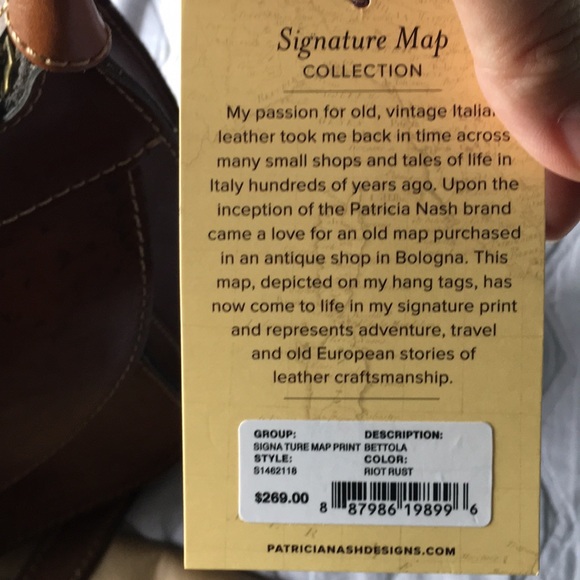 Signature Map
COLLECTION
My passion for old, vintage Italia
leather took me back in time across
many small shops and tales of life in
Italy hundreds of years ago. Upon the
inception of the Patricia Nash brand
came a love for an old map purchased
in an antique shop in Bologna. This
map, depicted on my hang tags, has
now come to life in my signature print
and represents adventure, travel
and old European stories of
leather craftsmanship.
GROUP: DESCRIPTION:
SIGNATURE MAP PRINT BETTOLA
STYLE: COLOR:
S1462118 RIOT RUST
$269.00
8 87986 19899 6
PATRICIANASHDESIGNS.COM